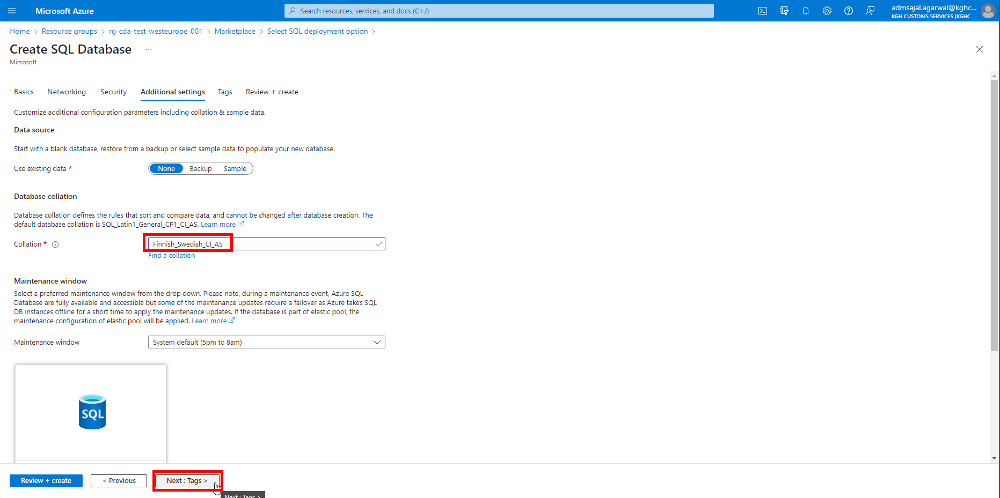 Microsoft Azure
Search resources, services, and docs (G+/)
admsajal.agarwal@kghc...
KGH CUSTOMS SERVICES (KGHC....
Home > Resource groups > rg-cda-test-westeurope-001 > Marketplace > Select SQL deployment option >
Create SQL Database ...
Microsoft
Basics Networking Security Additional settings Tags Review + create
Customize additional configuration parameters including collation & sample data.
Data source
Start with a blank database, restore from a backup or select sample data to populate your new database.
Use existing data * None Backup Sample
Database collation
Database collation defines the rules that sort and compare data, and cannot be changed after database creation. The
default database collation is SQL_Latin1_General_CP1_CI_AS. Learn more
Collation * Finnish_Swedish_CI_AS
Find a collation
Maintenance window
Select a preferred maintenance window from the drop down. Please note, during a maintenance event, Azure SQL
Database are fully available and accessible but some of the maintenance updates require a failover as Azure takes SQL
DB instances offline for a short time to apply the maintenance updates. If the database is part of elastic pool, the
maintenance configuration of elastic pool will be applied. Learn more
Maintenance window System default (5pm to 8am)
SQL
Review + create < Previous Next : Tags >
Next : Tags >